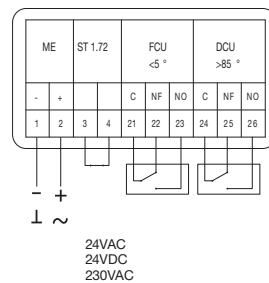 ME ST 1.72 FCU DCU
<5 ° >85 °
- + C NF NO C NF NO
1 2 3 4 21 22 23 24 25 26
- +
⊥ ~
24VAC
24VDC
230VAC